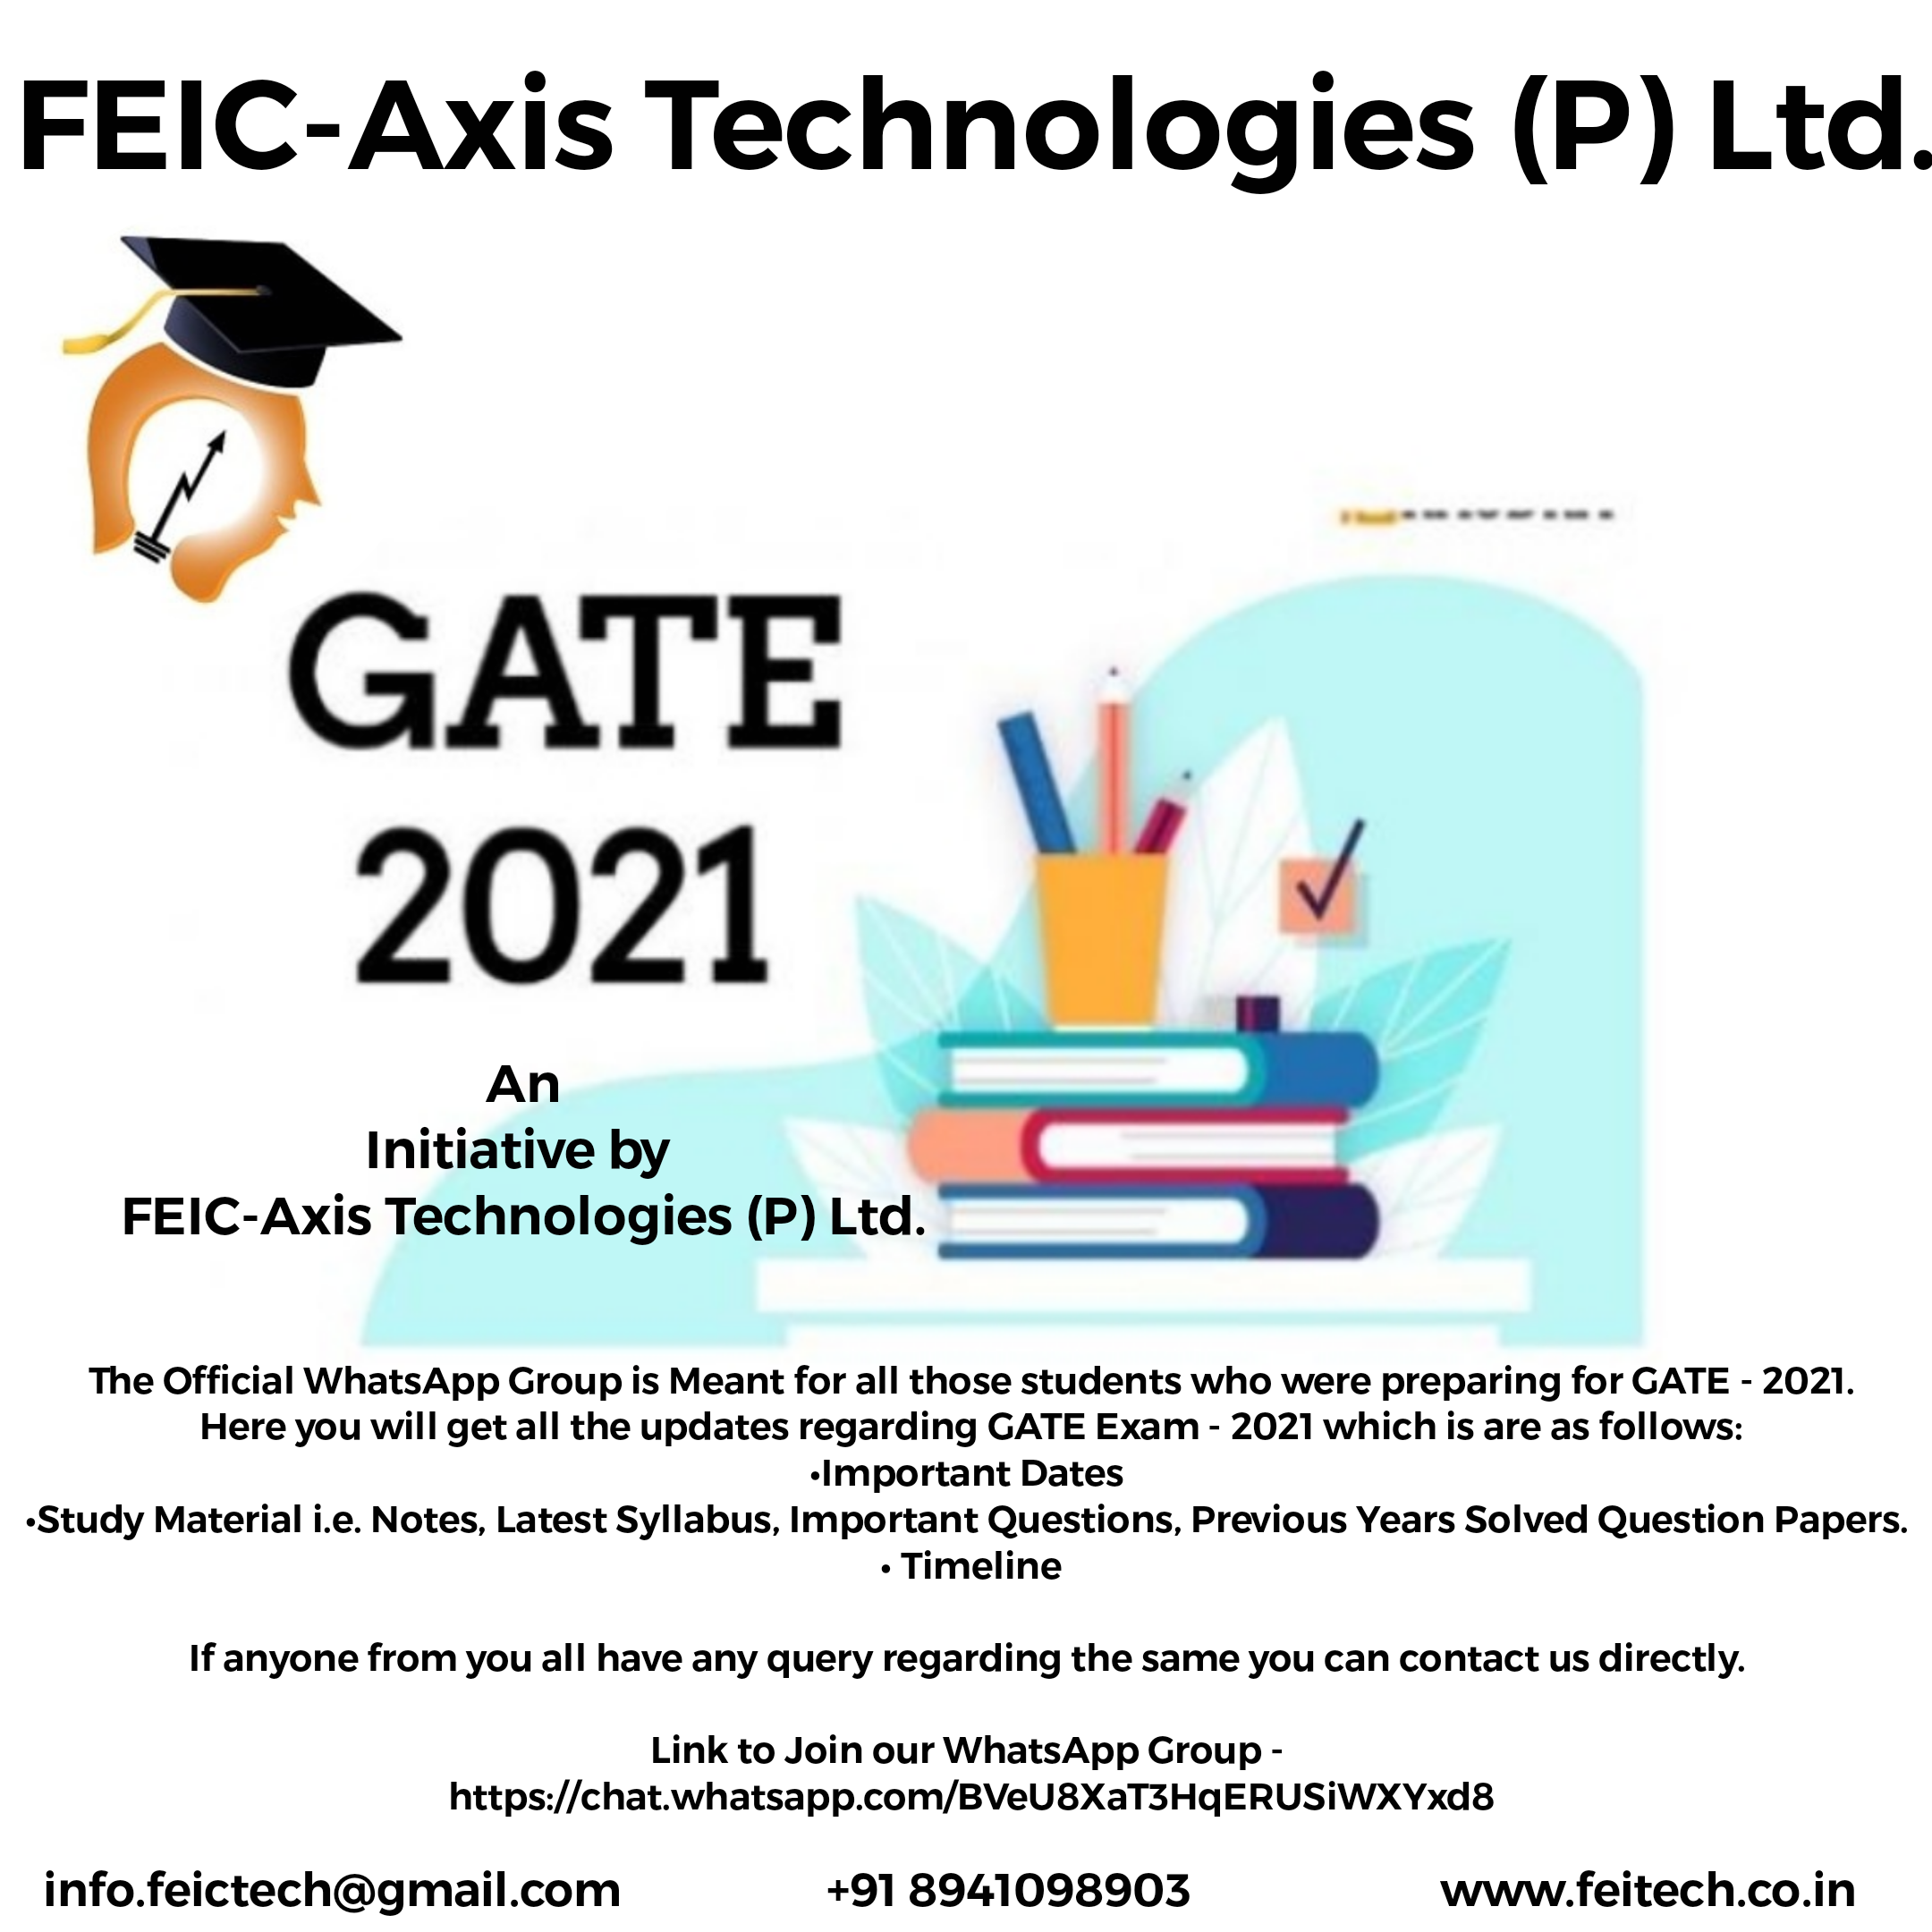 FEIC-Axis Technologies (P) Ltd.
GATE
2021
An
Initiative by
FEIC-Axis Technologies (P) Ltd.
The Official WhatsApp Group is Meant for all those students who were preparing for GATE - 2021.
Here you will get all the updates regarding GATE Exam - 2021 which is are as follows:
•Important Dates
•Study Material i.e. Notes, Latest Syllabus, Important Questions, Previous Years Solved Question Papers.
• Timeline
If anyone from you all have any query regarding the same you can contact us directly.
Link to Join our WhatsApp Group -
https://chat.whatsapp.com/BVeU8XaT3HqERUSiWXYxd8
info.feictech@gmail.com +91 8941098903 www.feitech.co.in